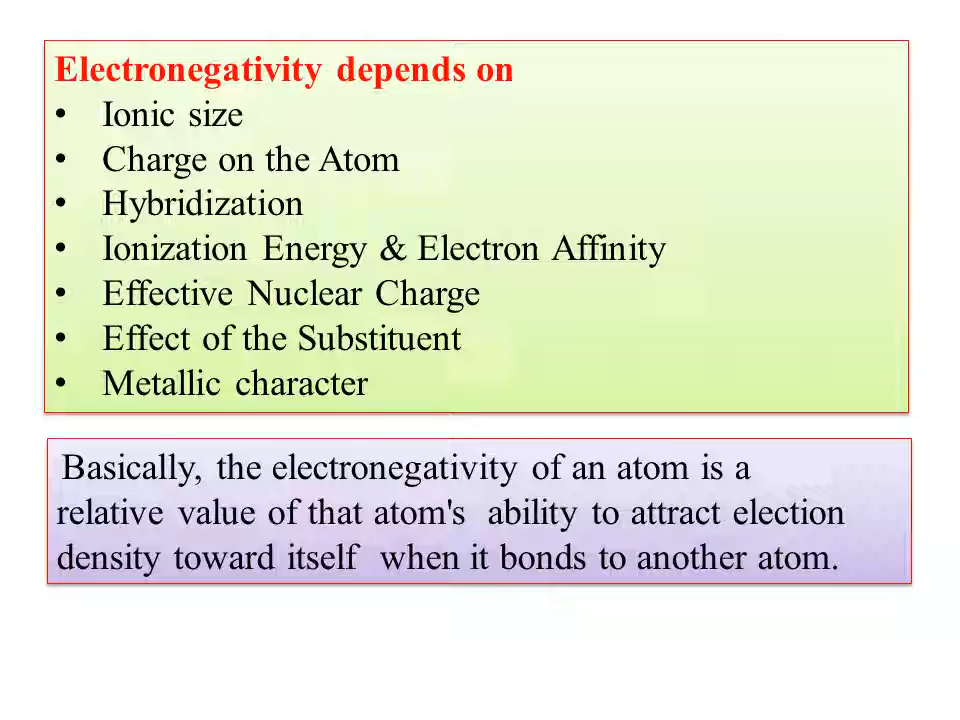 Electronegativity depends on
• Ionic size
• Charge on the Atom
• Hybridization
• Ionization Energy & Electron Affinity
• Effective Nuclear Charge
• Effect of the Substituent
• Metallic character
Basically, the electronegativity of an atom is a
relative value of that atom's ability to attract election
density toward itself when it bonds to another atom.